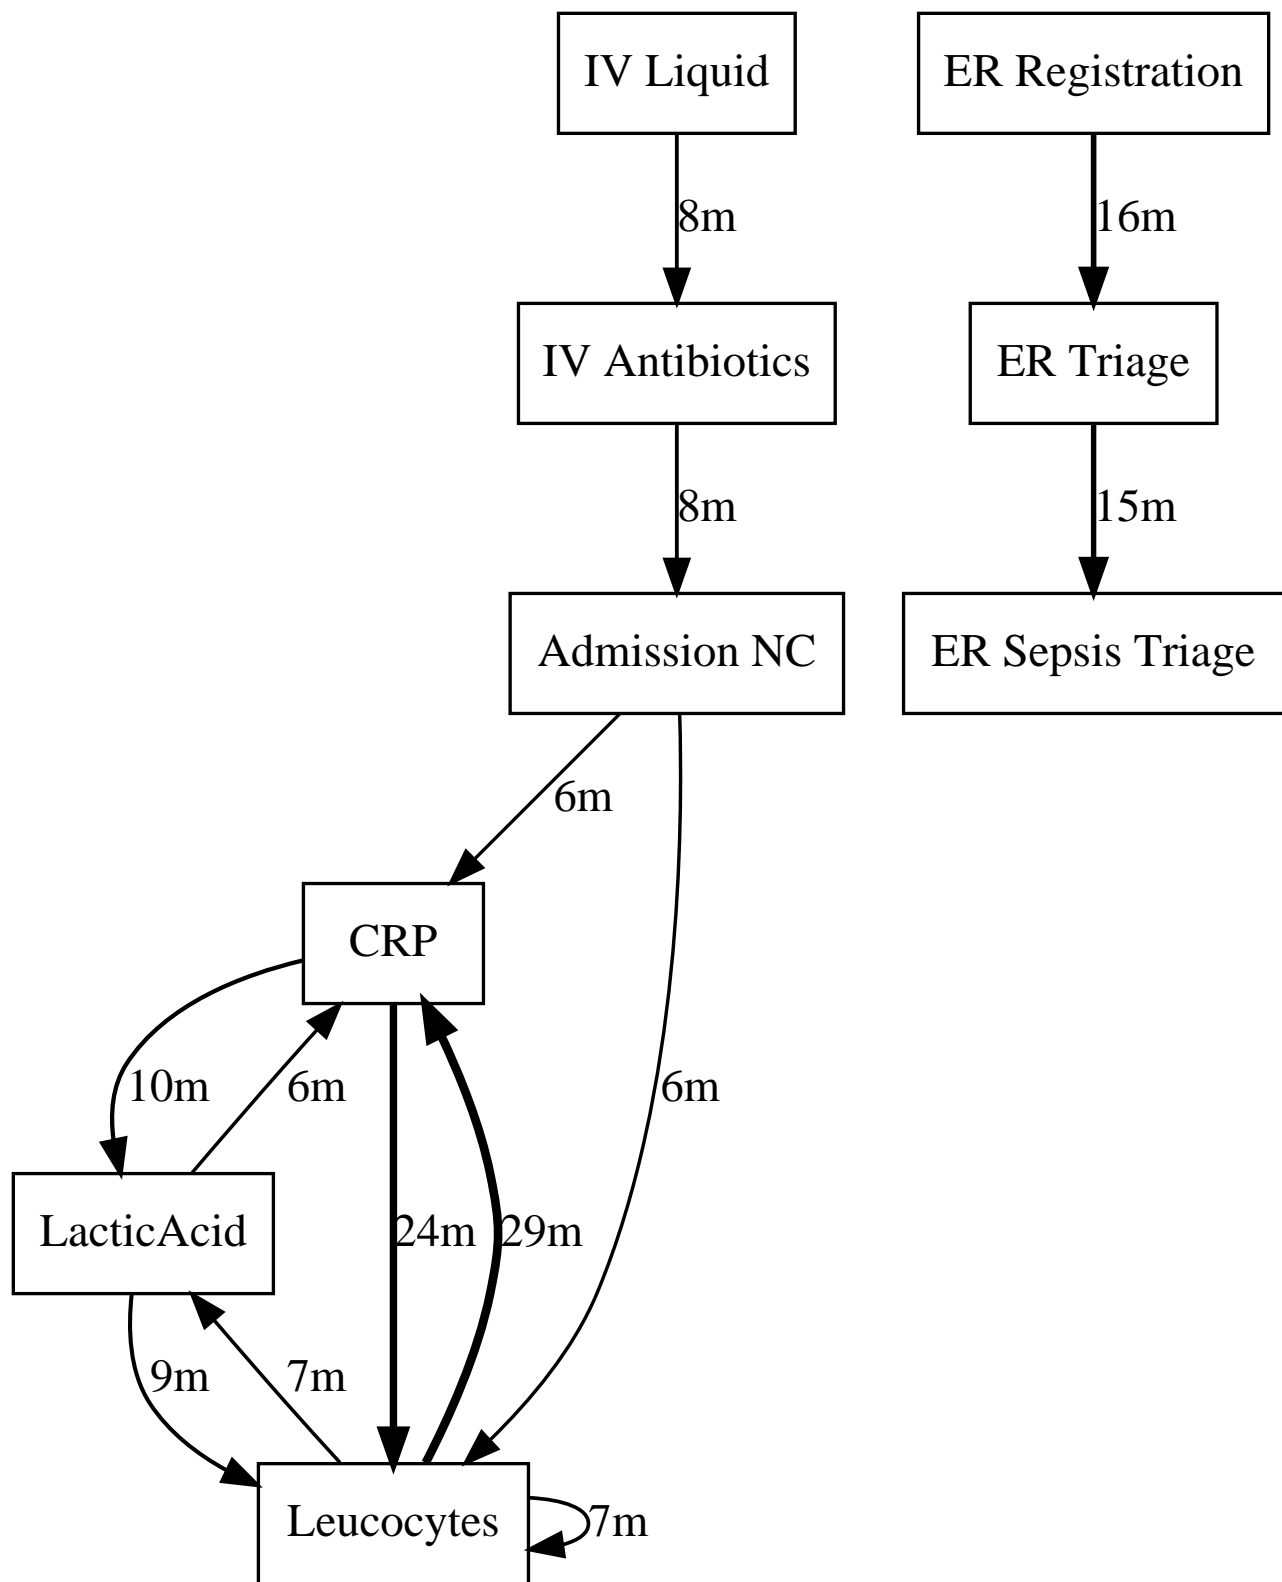 IV Liquid
ER Registration
8m
16m
IV Antibiotics
ER Triage
8m
15m
Admission NC
ER Sepsis Triage
6m
CRP
10m
6m
6m
LacticAcid
24m
29m
9m
7m
Leucocytes
7m